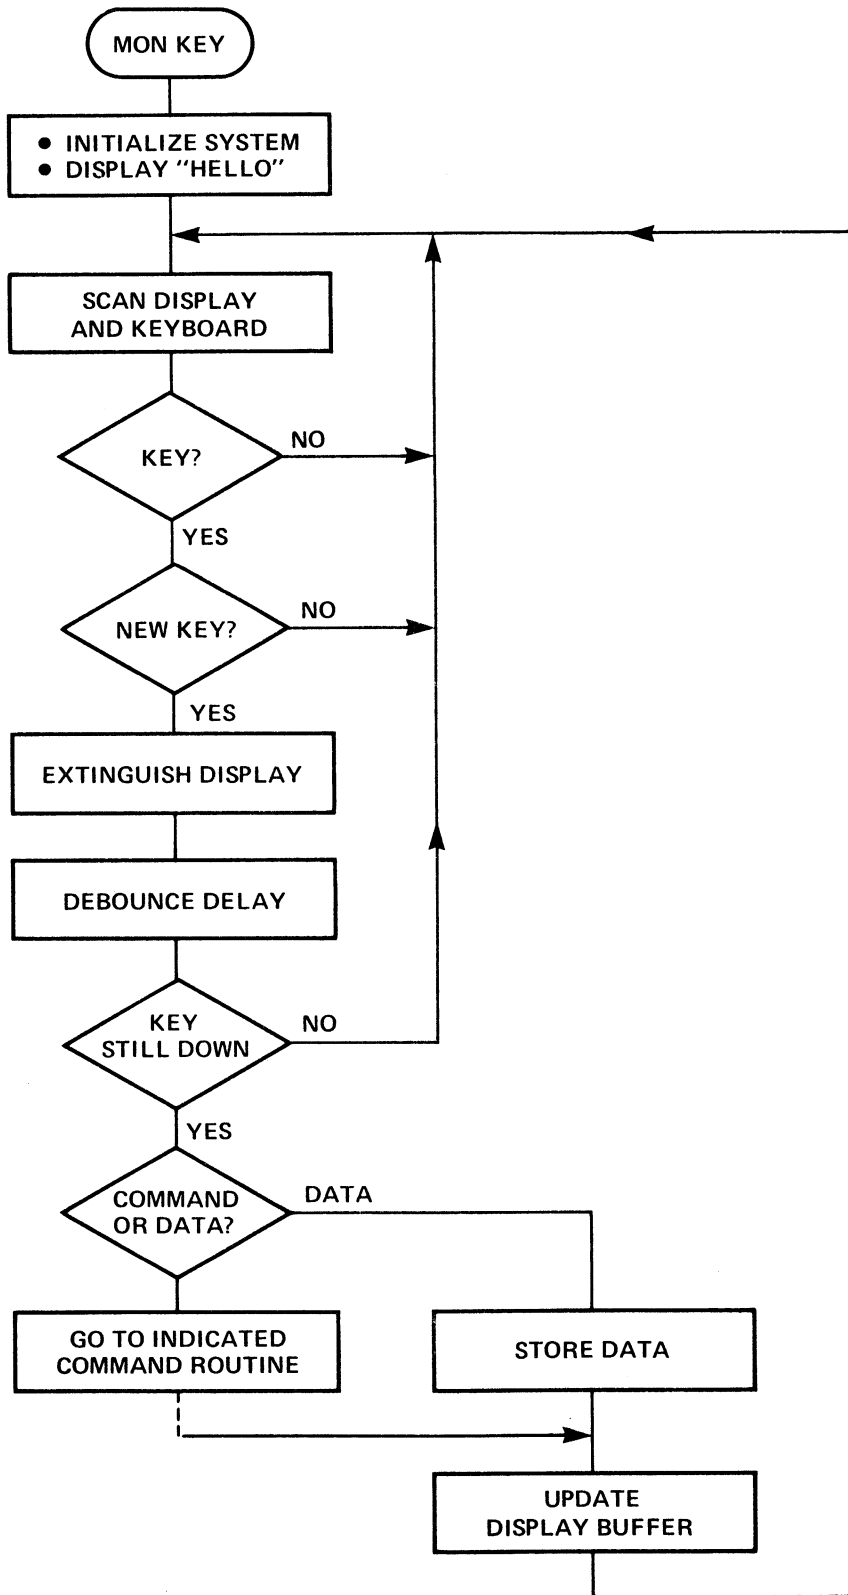 MON KEY
• INITIALIZE SYSTEM
• DISPLAY “HELLO”
SCAN DISPLAY
AND KEYBOARD
KEY?
NO
YES
NEW KEY?
NO
YES
EXTINGUISH DISPLAY
DEBOUNCE DELAY
KEY
STILL DOWN
NO
YES
COMMAND
OR DATA?
DATA
GO TO INDICATED
COMMAND ROUTINE
STORE DATA
UPDATE
DISPLAY BUFFER